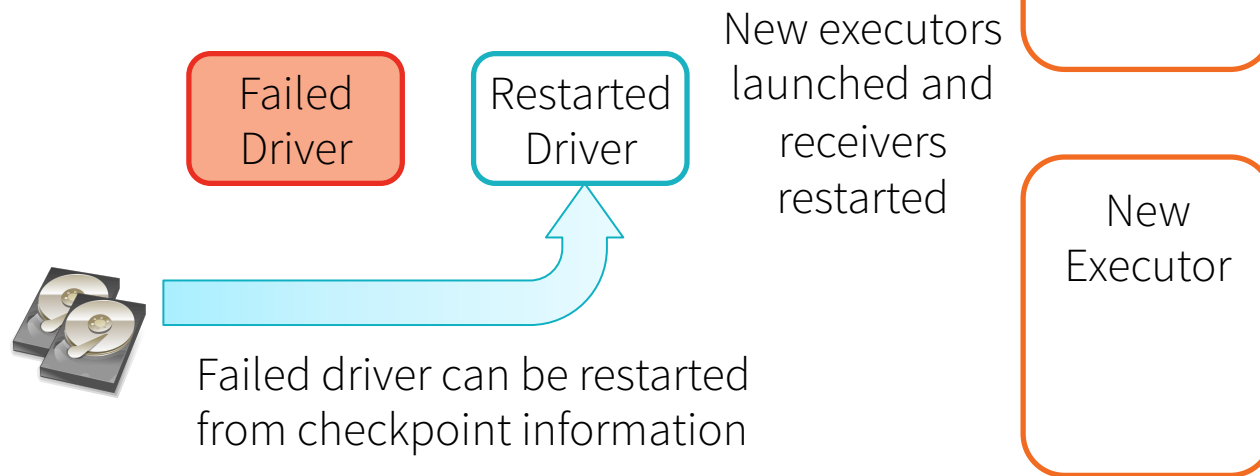 Failed
Driver
Restarted
Driver
New executors
launched and
receivers
restarted
New
Executor
Failed driver can be restarted
from checkpoint information